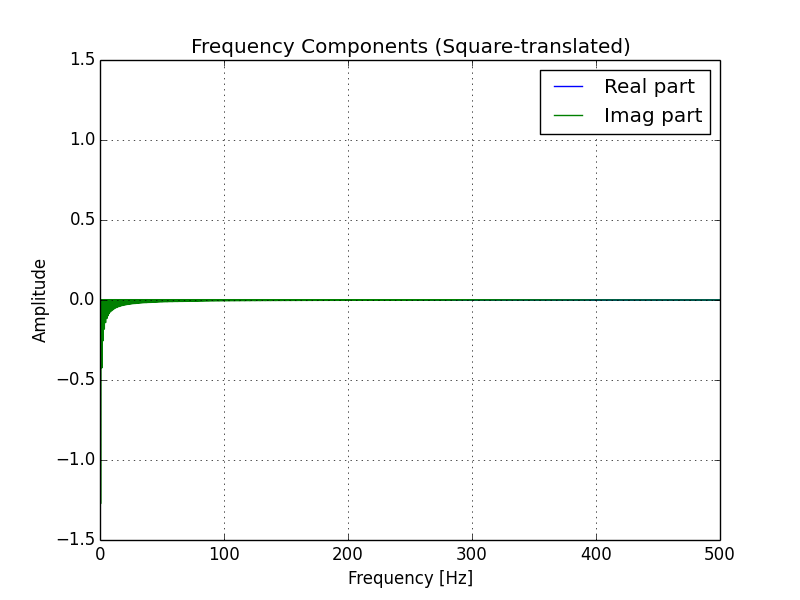 Frequency Components (Square-translated)
Real part
Imag part
1.5
1.0
0.5
0.0
−0.5
−1.0
−1.5
Amplitude
0 100 200 300 400 500
Frequency [Hz]